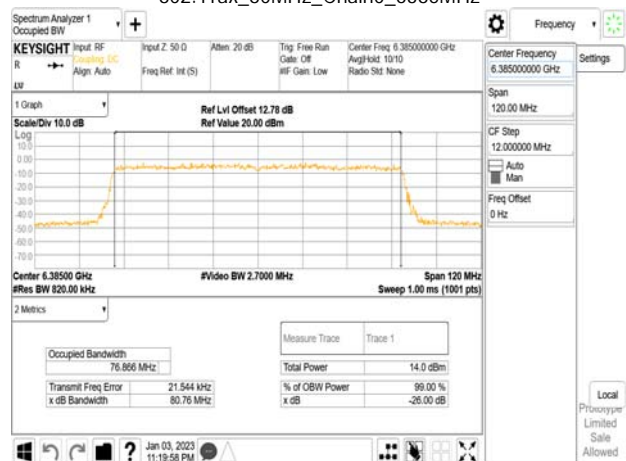 Spectrum Analyzer 1
Occupied BW
Frequency
KEYSIGHT
Input: RF
Coupling: DC
Align: Auto
Input Z: 50 Ω
Freq Ref: Int (S)
Atten: 20 dB
Trig: Free Run
Gate: Off
#IF Gain: Low
Center Freq: 6.385000000 GHz
Avg|Hold: 10/10
Radio Std: None
R
LXI
Center Frequency
6.385000000 GHz
Settings
Span
120.00 MHz
CF Step
12.000000 MHz
Auto
Man
Freq Offset
0 Hz
1 Graph
Scale/Div 10.0 dB
Ref Lvl Offset 12.78 dB
Ref Value 20.00 dBm
Log
10.0
0.00
-10.0
-20.0
-30.0
-40.0
-50.0
-60.0
-70.0
Center 6.38500 GHz
#Res BW 820.00 kHz
#Video BW 2.7000 MHz
Span 120 MHz
Sweep 1.00 ms (1001 pts)
2 Metrics
Measure Trace
Trace 1
Occupied Bandwidth
76.866 MHz
Total Power
14.0 dBm
Transmit Freq Error
21.544 kHz
% of OBW Power
99.00 %
x dB Bandwidth
80.76 MHz
x dB
-26.00 dB
Local
Prototype
Limited
Sale
Allowed
?
Jan 03, 2023
11:19:58 PM